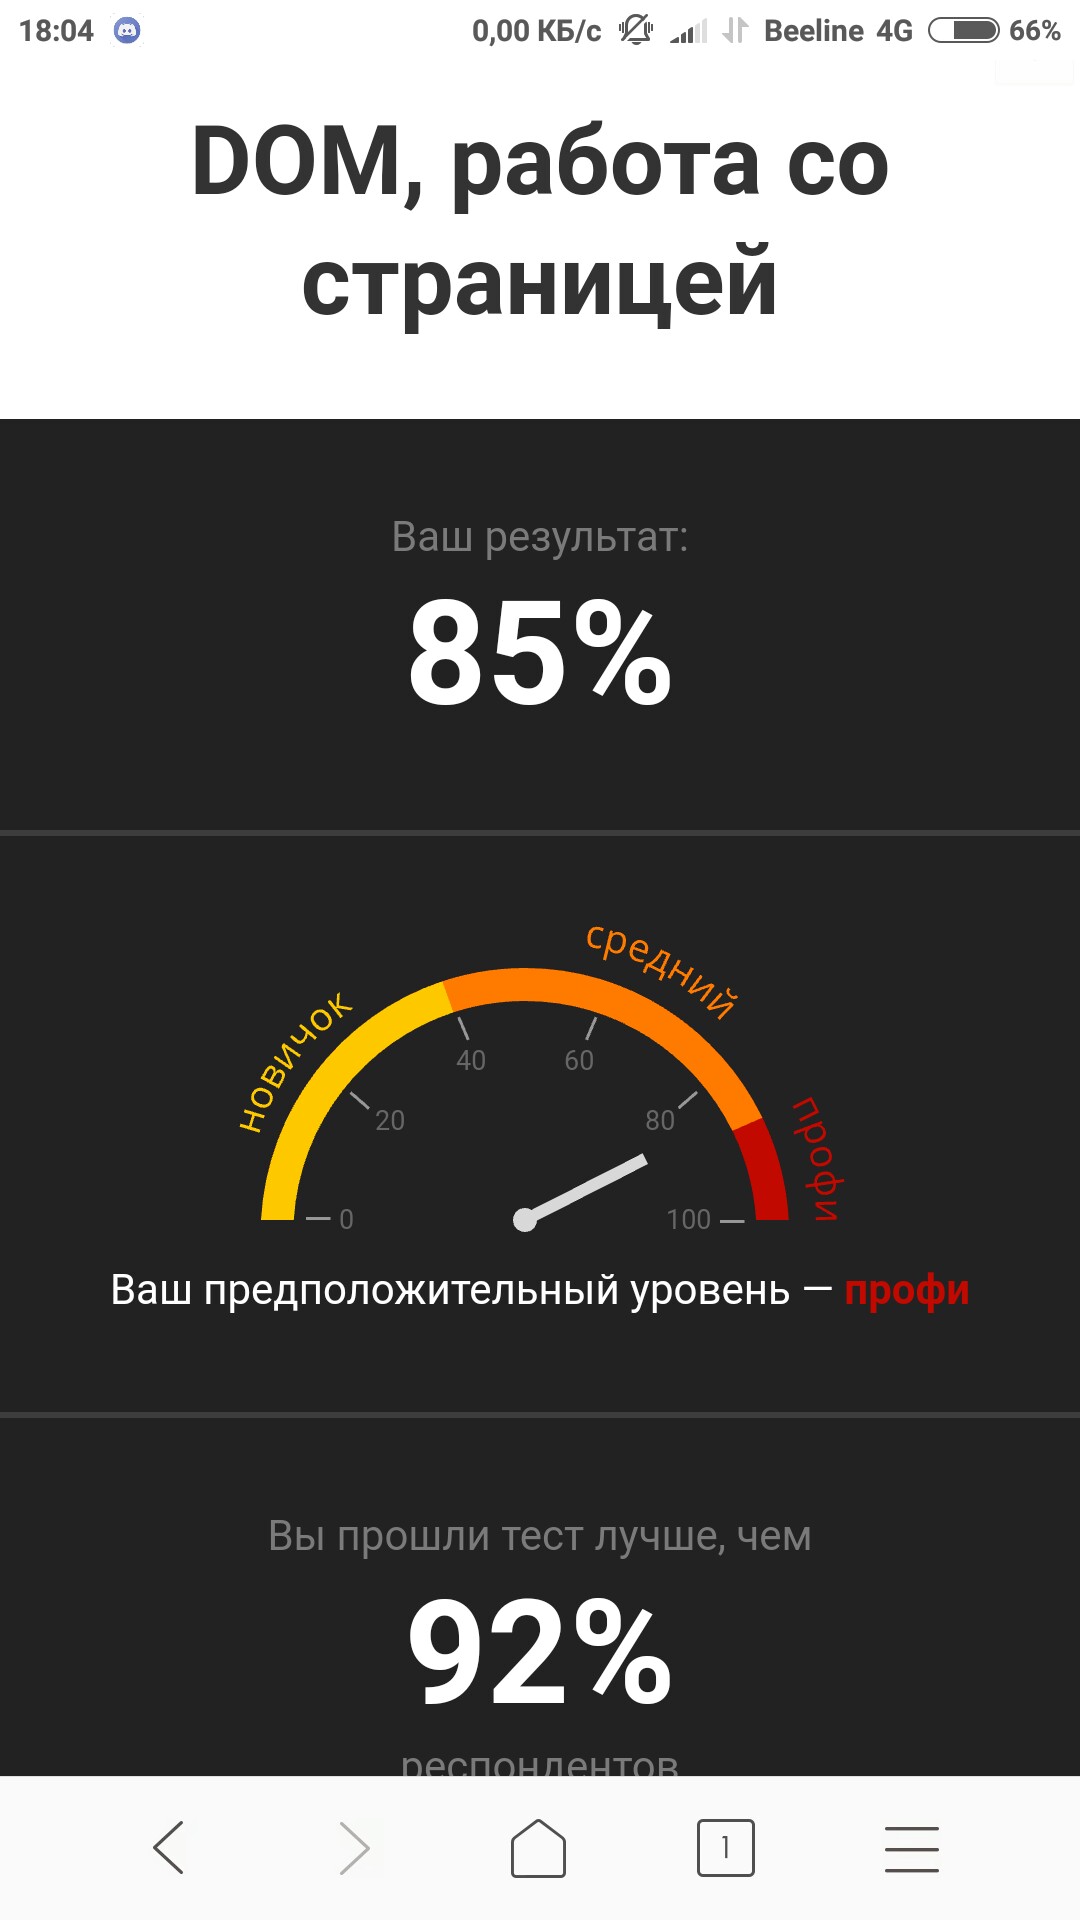 18:04 0,00 КБ/с Beeline 4G 66%
DOM, работа со
страницей
Ваш результат:
85%
новичок
средний
профи
40 60
20 80
0 100
Ваш предположительный уровень — профи
Вы прошли тест лучше, чем
92%
респондентов
1